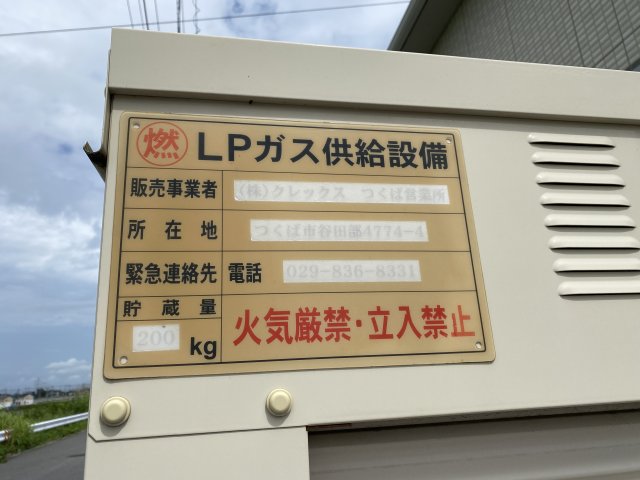 燃 LPガス供給設備
販売事業者 (株)クレックス つくば営業所
所在地 つくば市谷田部4774-4
緊急連絡先 電話 029-836-8331
貯蔵量
200 kg
火気厳禁・立入禁止